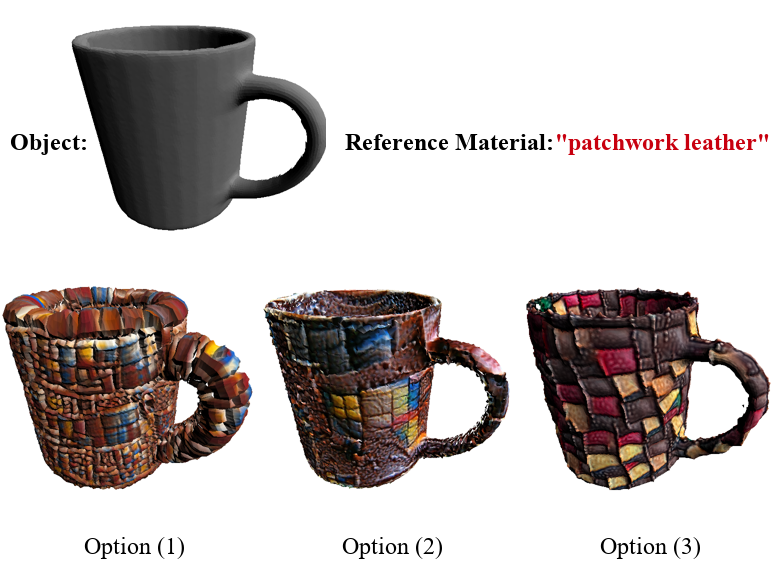 Object:
Reference Material:"patchwork leather"
Option (1)
Option (2)
Option (3)